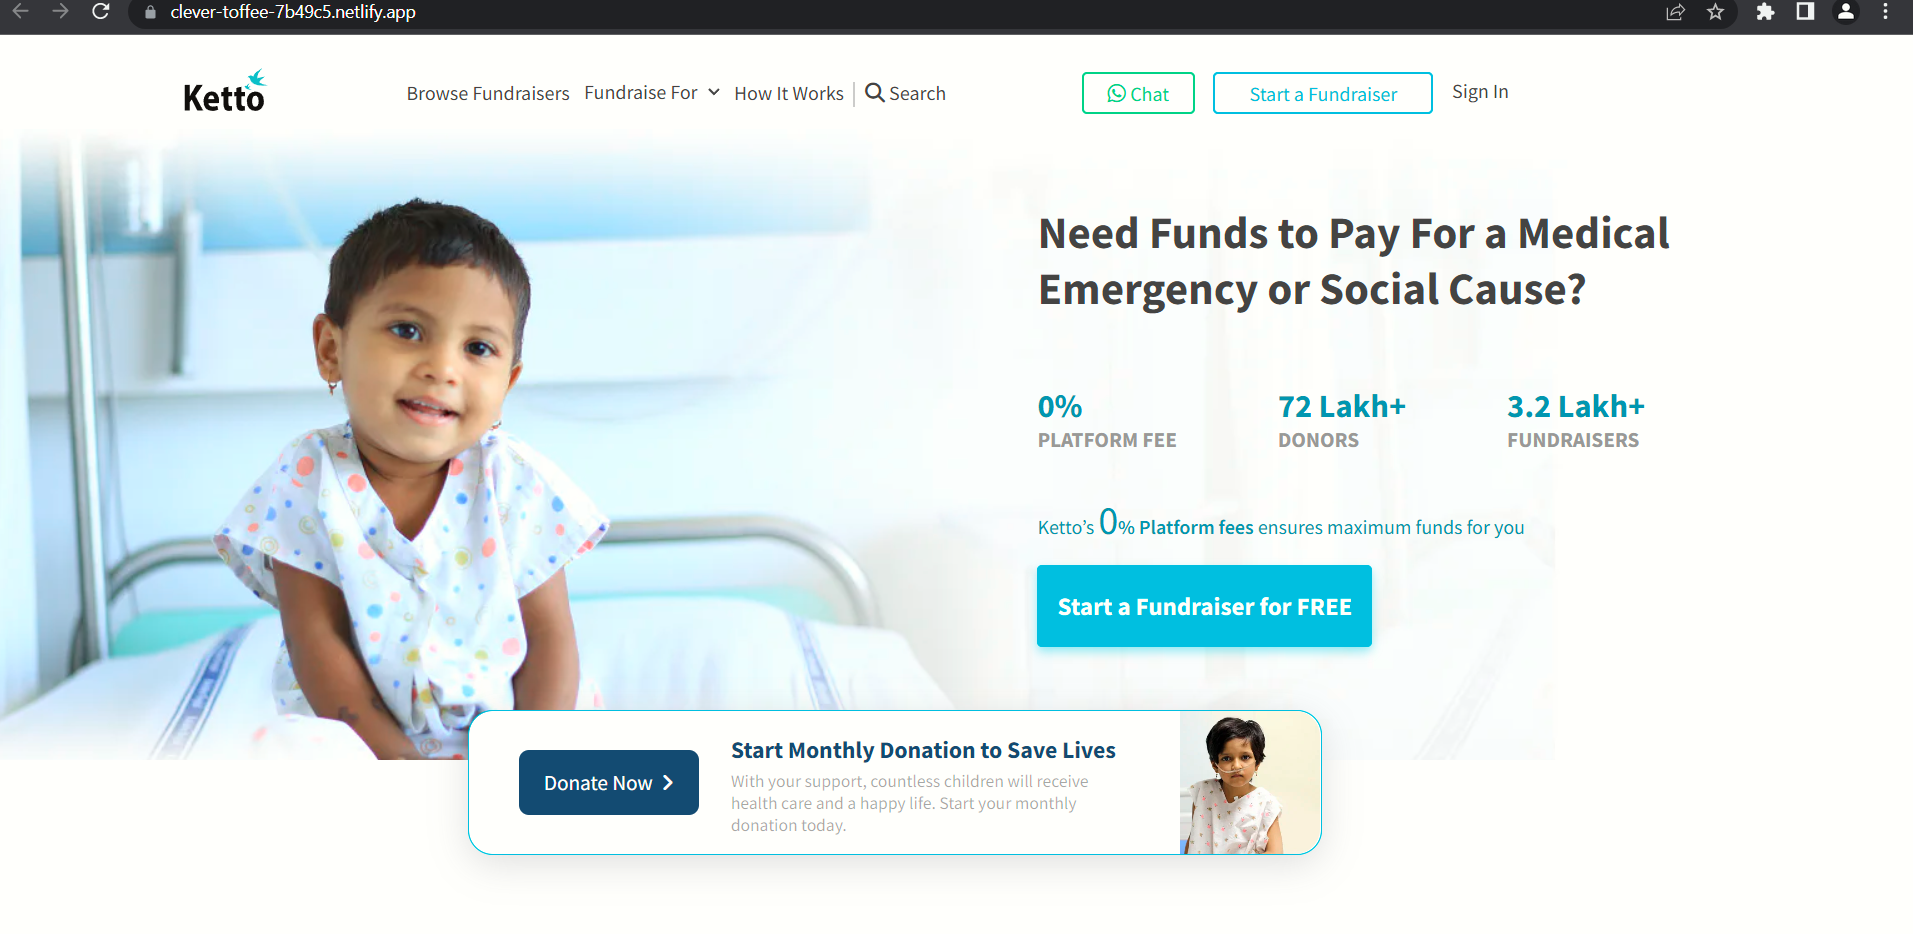 clever-toffee-7b49c5.netlify.app
Ketto
Browse Fundraisers
Fundraise For
How It Works
Search
Chat
Start a Fundraiser
Sign In
Need Funds to Pay For a Medical
Emergency or Social Cause?
0%
PLATFORM FEE
72 Lakh+
DONORS
3.2 Lakh+
FUNDRAISERS
Ketto’s 0% Platform fees ensures maximum funds for you
Start a Fundraiser for FREE
Donate Now
Start Monthly Donation to Save Lives
With your support, countless children will receive
health care and a happy life. Start your monthly
donation today.